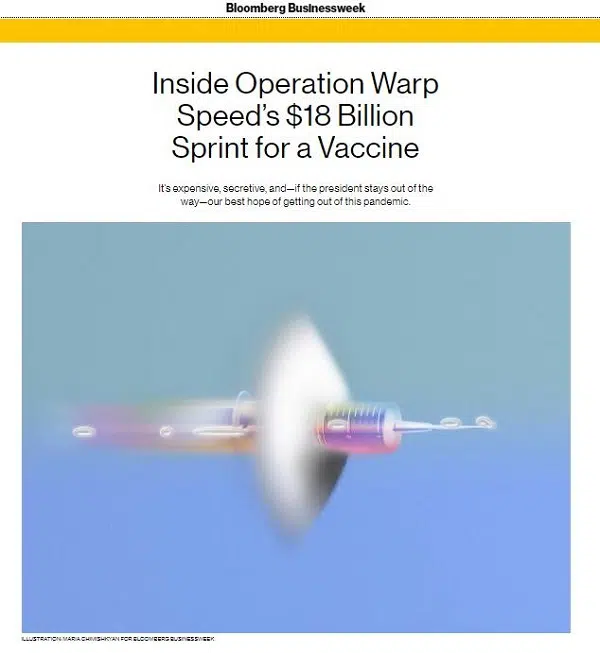 Bloomberg Businessweek
Inside Operation Warp
Speed's $18 Billion
Sprint for a Vaccine
It's expensive, secretive, and—if the president stays out of the
way—our best hope of getting out of this pandemic.
ILLUSTRATION: MARIA CHIMISHKYAN FOR BLOOMBERG BUSINESSWEEK